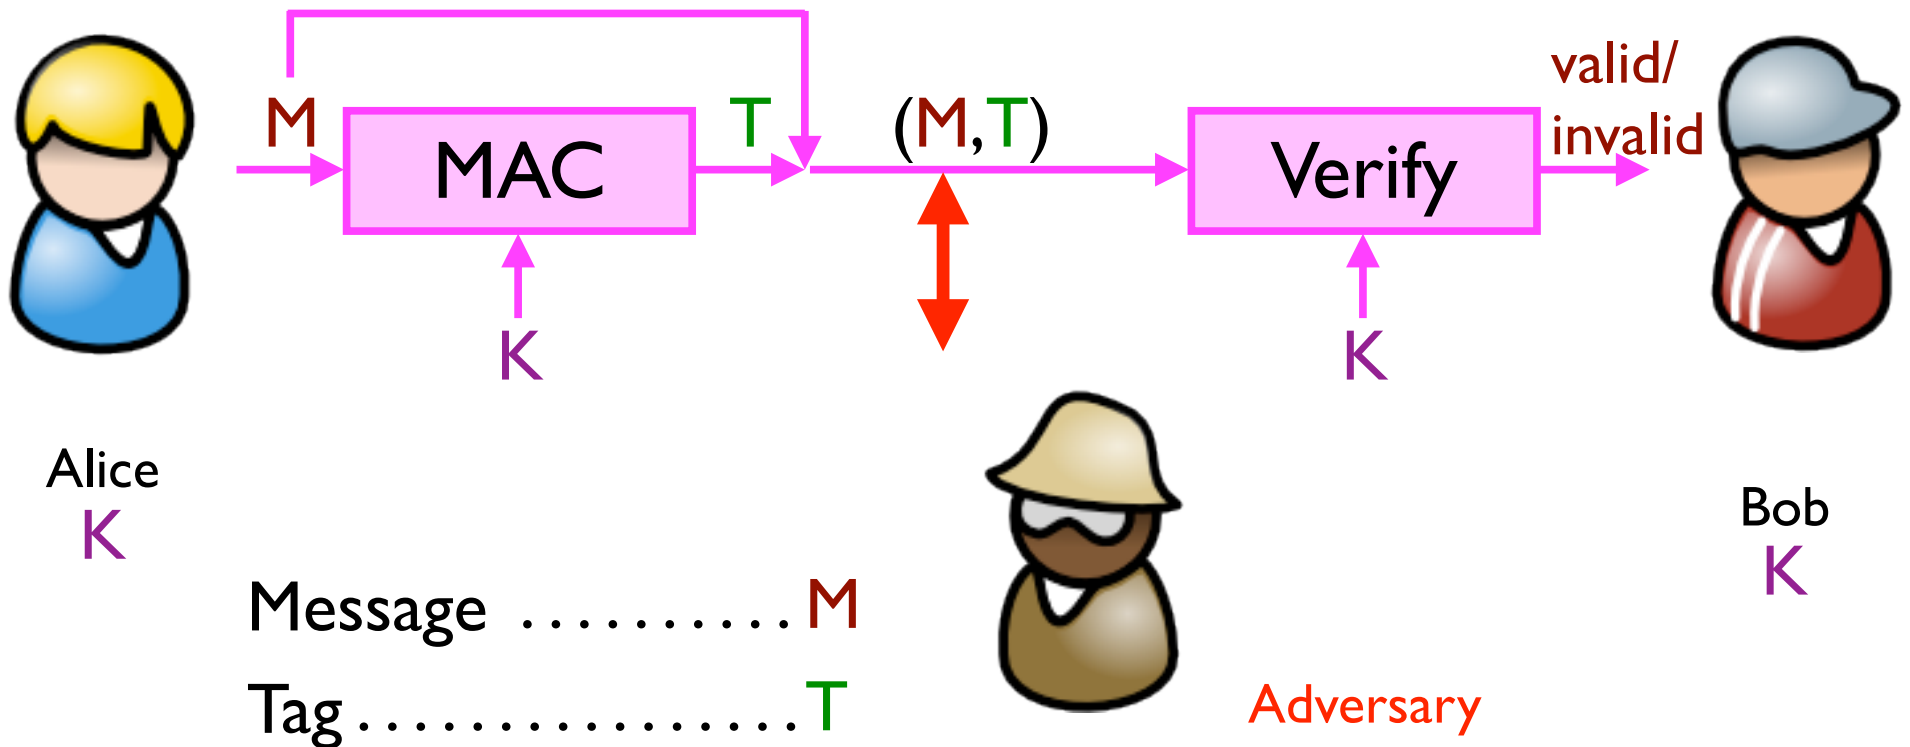 M
MAC
T
(M,T)
Verify
valid/
invalid
K
K
Alice
K
Bob
K
Message .......... M
Tag ................ T
Adversary